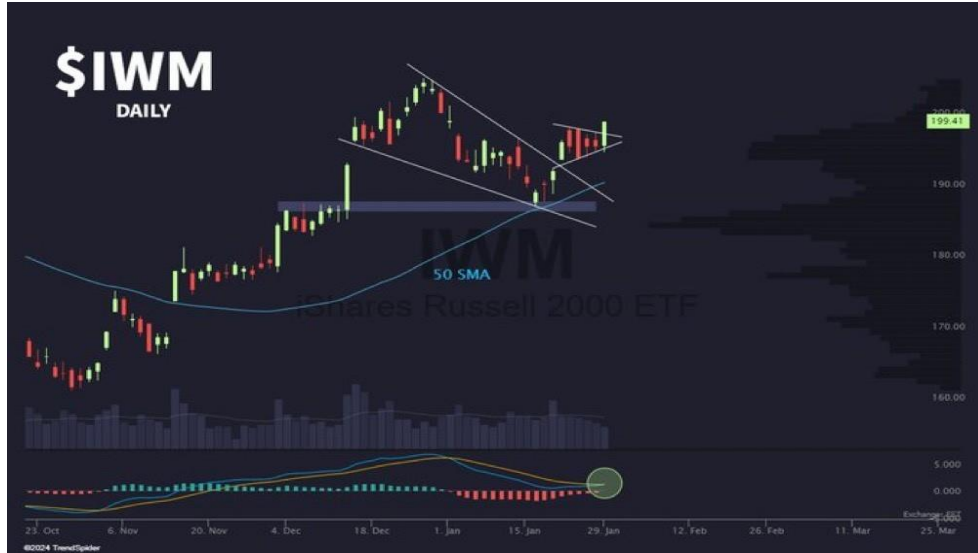 $IWM
DAILY
200.00
199.41
190.00
IWM
50 SMA
iShares Russell 2000 ETF
180.00
170.00
160.00
5.000
0.000
Exchange: EST
23. Oct 6. Nov 20. Nov 4. Dec 18. Dec 1. Jan 15. Jan 29. Jan 12. Feb 26. Feb 11. Mar 25. Mar
©2024 TrendSpider